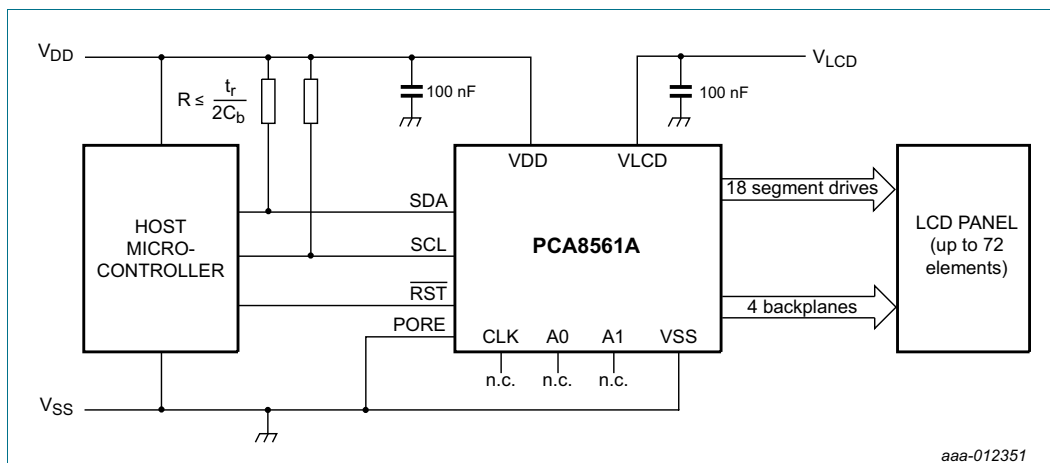 VDD
VLCD
R ≤ tr
2Cb
100 nF
100 nF
VDD
VLCD
HOST
MICRO-
CONTROLLER
SDA
SCL
RST
PORE
PCA8561A
CLK
A0
A1
VSS
n.c.
n.c.
n.c.
18 segment drives
4 backplanes
LCD PANEL
(up to 72
elements)
VSS
aaa-012351